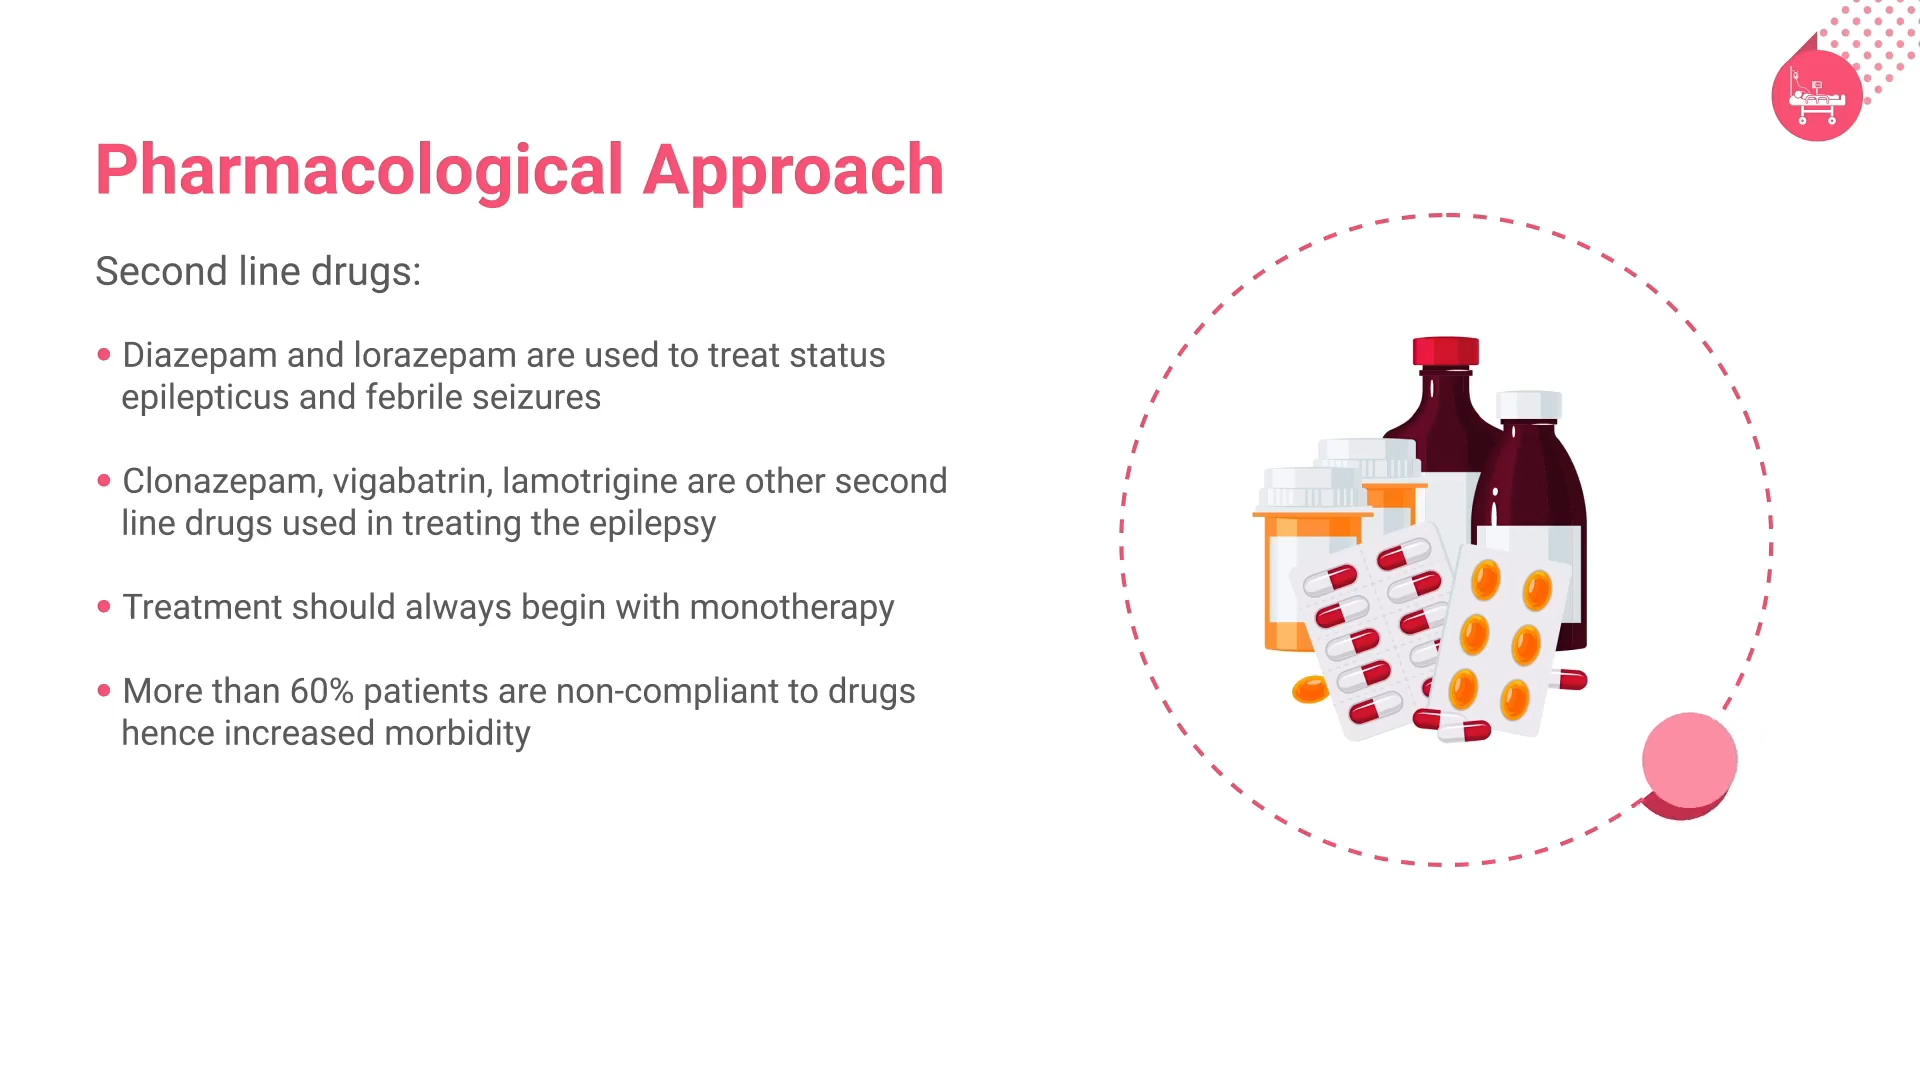 Pharmacological Approach
Second line drugs:
• Diazepam and lorazepam are used to treat status
epilepticus and febrile seizures
• Clonazepam, vigabatrin, lamotrigine are other second
line drugs used in treating the epilepsy
• Treatment should always begin with monotherapy
• More than 60% patients are non-compliant to drugs
hence increased morbidity